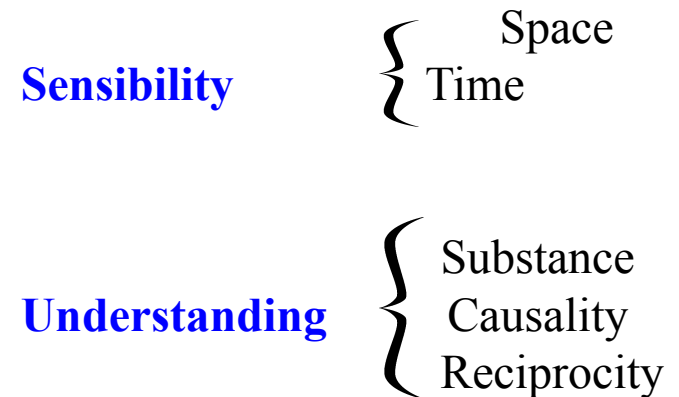 Space
Sensibility { Time
Substance
Understanding { Causality
Reciprocity